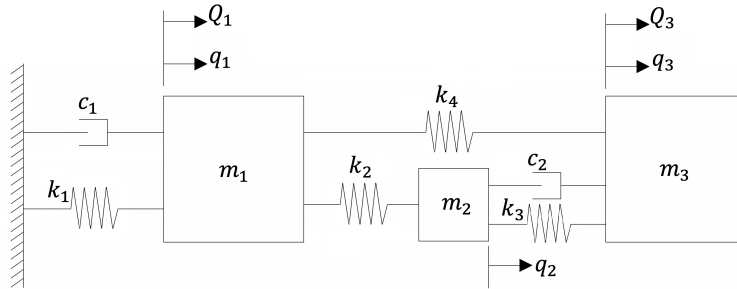 Q₁
Q₃
q₁
q₃
c₁
k₄
m₁
k₂
c₂
m₃
k₁
m₂
k₃
q₂